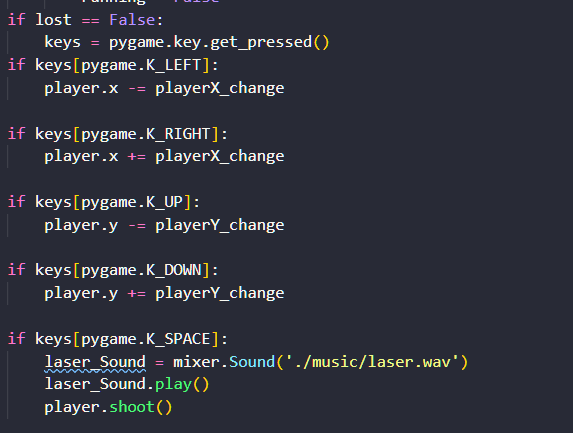 running = False
if lost == False:
    keys = pygame.key.get_pressed()
if keys[pygame.K_LEFT]:
    player.x -= playerX_change

if keys[pygame.K_RIGHT]:
    player.x += playerX_change

if keys[pygame.K_UP]:
    player.y -= playerY_change

if keys[pygame.K_DOWN]:
    player.y += playerY_change

if keys[pygame.K_SPACE]:
    laser_Sound = mixer.Sound('./music/laser.wav')
    laser_Sound.play()
    player.shoot()